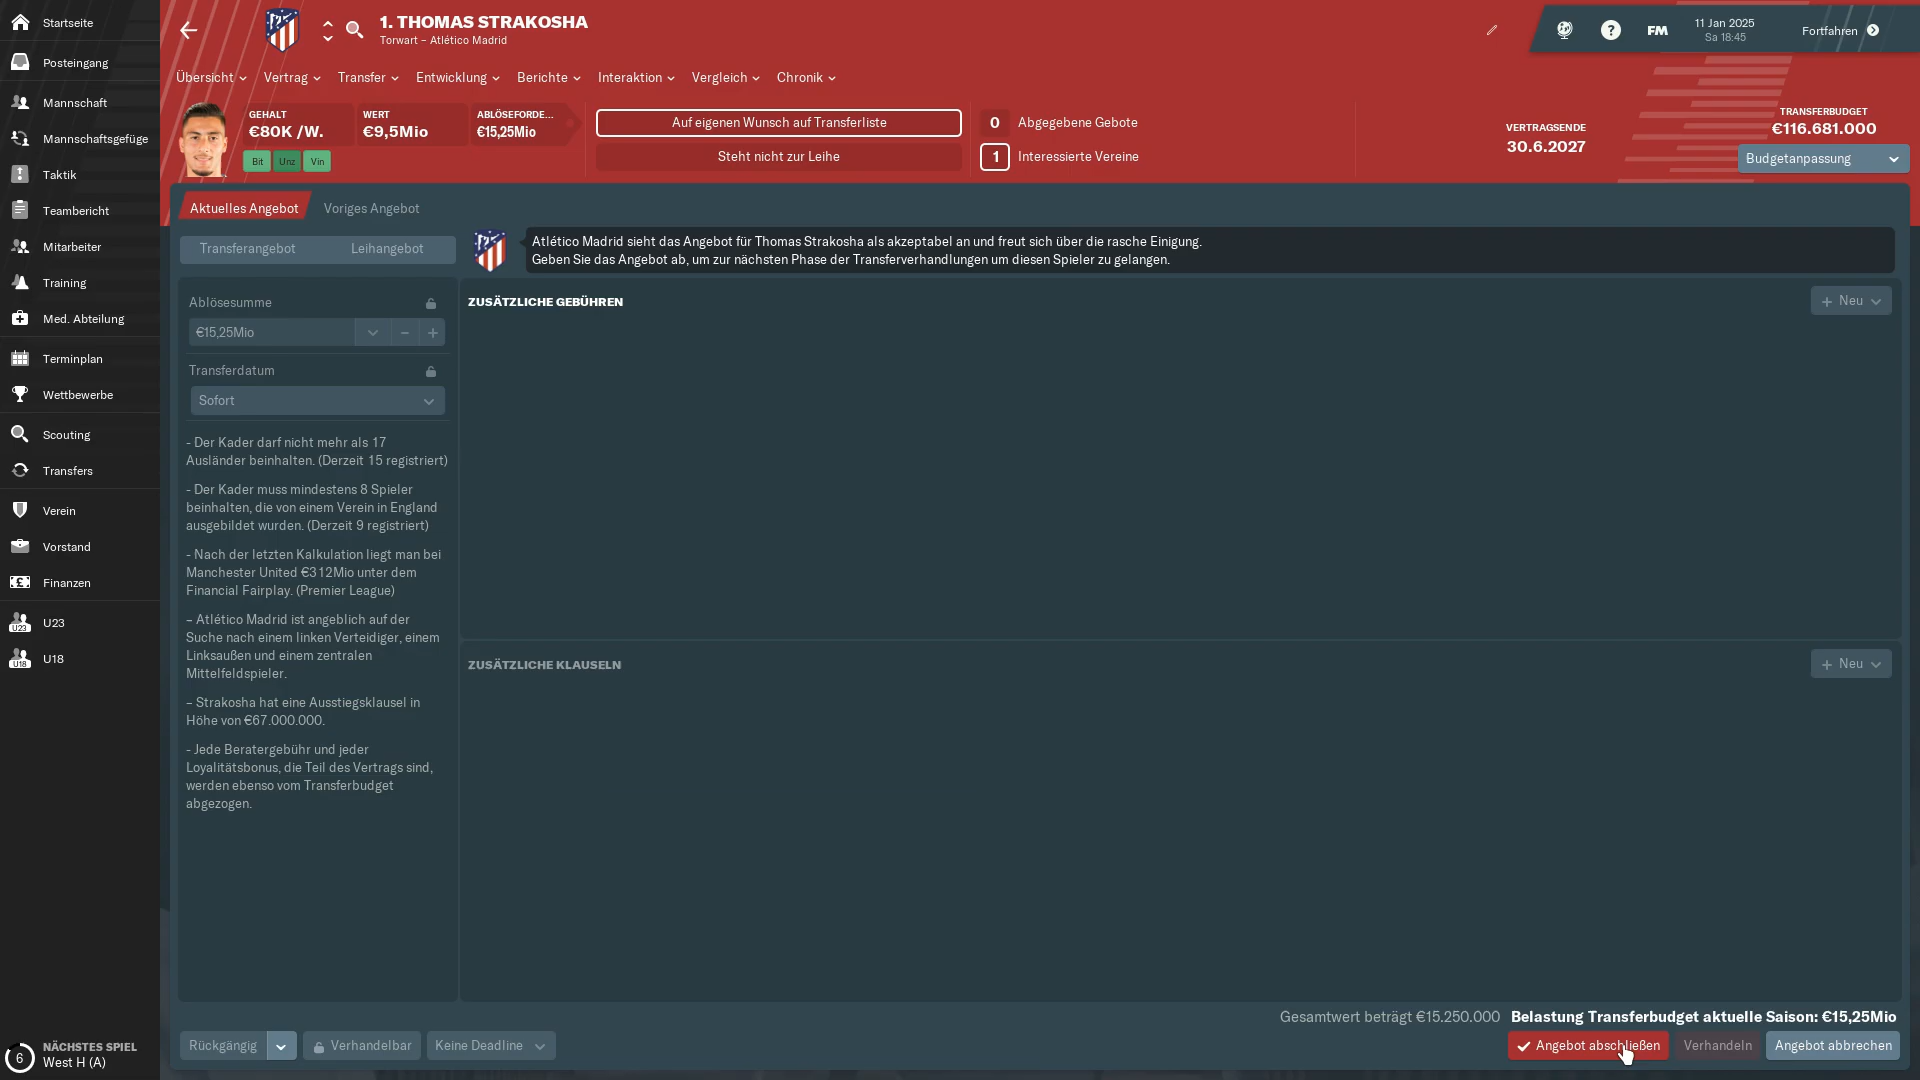 Startseite
Posteingang
Mannschaft
Mannschaftsgefüge
Taktik
Teambericht
Mitarbeiter
Training
Med. Abteilung
Terminplan
Wettbewerbe
Scouting
Transfers
Verein
Vorstand
Finanzen
U23
U23
U18
U18
6
NÄCHSTES SPIEL
West H (A)
1. THOMAS STRAKOSHA
Torwart – Atlético Madrid
?
FM
11 Jan 2025
Sa 18:45
Fortfahren
Übersicht Vertrag Transfer Entwicklung Berichte Interaktion Vergleich Chronik
GEHALT
€80K /W.
WERT
€9,5Mio
ABLÖSEFORDE...
€15,25Mio
Bit Unz Vin
Auf eigenen Wunsch auf Transferliste
Steht nicht zur Leihe
0 Abgegebene Gebote
1 Interessierte Vereine
VERTRAGSENDE
30.6.2027
TRANSFERBUDGET
€116.681.000
Budgetanpassung
Aktuelles Angebot Voriges Angebot
Transferangebot Leihangebot
Atlético Madrid sieht das Angebot für Thomas Strakosha als akzeptabel an und freut sich über die rasche Einigung.
Geben Sie das Angebot ab, um zur nächsten Phase der Transferverhandlungen um diesen Spieler zu gelangen.
Ablösesumme
€15,25Mio
Transferdatum
Sofort
- Der Kader darf nicht mehr als 17
Ausländer beinhalten. (Derzeit 15 registriert)
- Der Kader muss mindestens 8 Spieler
beinhalten, die von einem Verein in England
ausgebildet wurden. (Derzeit 9 registriert)
- Nach der letzten Kalkulation liegt man bei
Manchester United €312Mio unter dem
Financial Fairplay. (Premier League)
– Atlético Madrid ist angeblich auf der
Suche nach einem linken Verteidiger, einem
Linksaußen und einem zentralen
Mittelfeldspieler.
– Strakosha hat eine Ausstiegsklausel in
Höhe von €67.000.000.
- Jede Beratergebühr und jeder
Loyalitätsbonus, die Teil des Vertrags sind,
werden ebenso vom Transferbudget
abgezogen.
ZUSÄTZLICHE GEBÜHREN
Neu
ZUSÄTZLICHE KLAUSELN
Neu
Gesamtwert beträgt €15.250.000 Belastung Transferbudget aktuelle Saison: €15,25Mio
Rückgängig Verhandelbar Keine Deadline
Angebot abschließen Verhandeln Angebot abbrechen